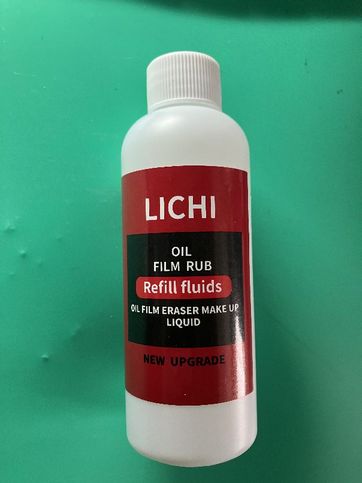 LICHI
OIL
FILM RUB
Refill fluids
OIL FILM ERASER MAKE UP
LIQUID
NEW UPGRADE